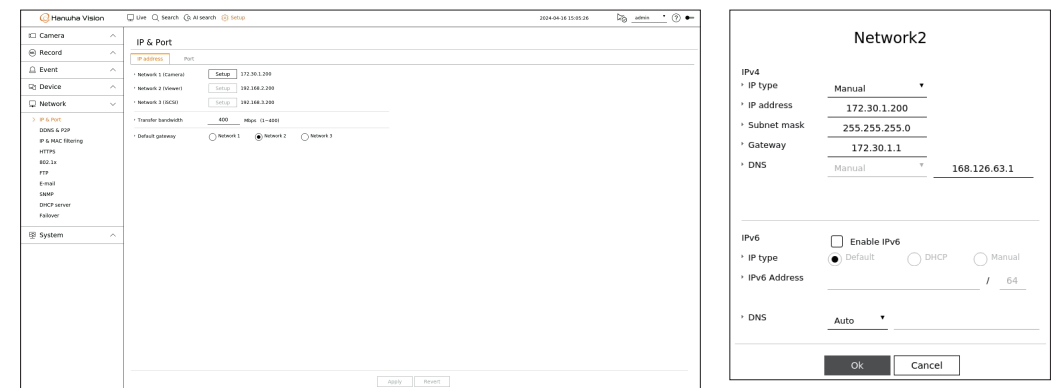 Hanwha Vision
Live Search AI search Setup
2024-04-16 15:05:26
admin
?
Camera
Record
Event
Device
Network
IP & Port
DDNS & P2P
IP & MAC filtering
HTTPS
802.1x
FTP
E-mail
SNMP
DHCP server
Failover
System
IP & Port
IP address Port
Network 1 (Camera) Setup 172.30.1.200
Network 2 (Viewer) Setup 192.168.2.200
Network 3 (iSCSI) Setup 192.168.3.200
Transfer bandwidth 400 Mbps (1~400)
Default gateway Network 1 Network 2 Network 3
Apply Revert
Network2
IPv4
IP type Manual
IP address 172.30.1.200
Subnet mask 255.255.255.0
Gateway 172.30.1.1
DNS Manual 168.126.63.1
IPv6 Enable IPv6
IP type Default DHCP Manual
IPv6 Address / 64
DNS Auto
Ok Cancel